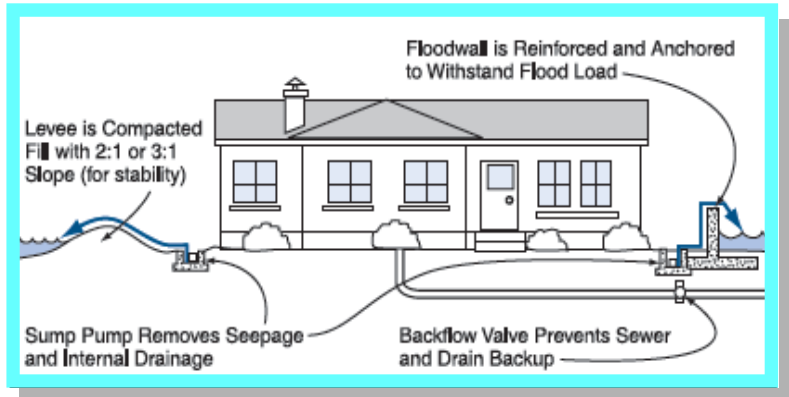 Floodwall is Reinforced and Anchored
to Withstand Flood Load
Levee is Compacted
Fill with 2:1 or 3:1
Slope (for stability)
Sump Pump Removes Seepage
and Internal Drainage
Backflow Valve Prevents Sewer
and Drain Backup